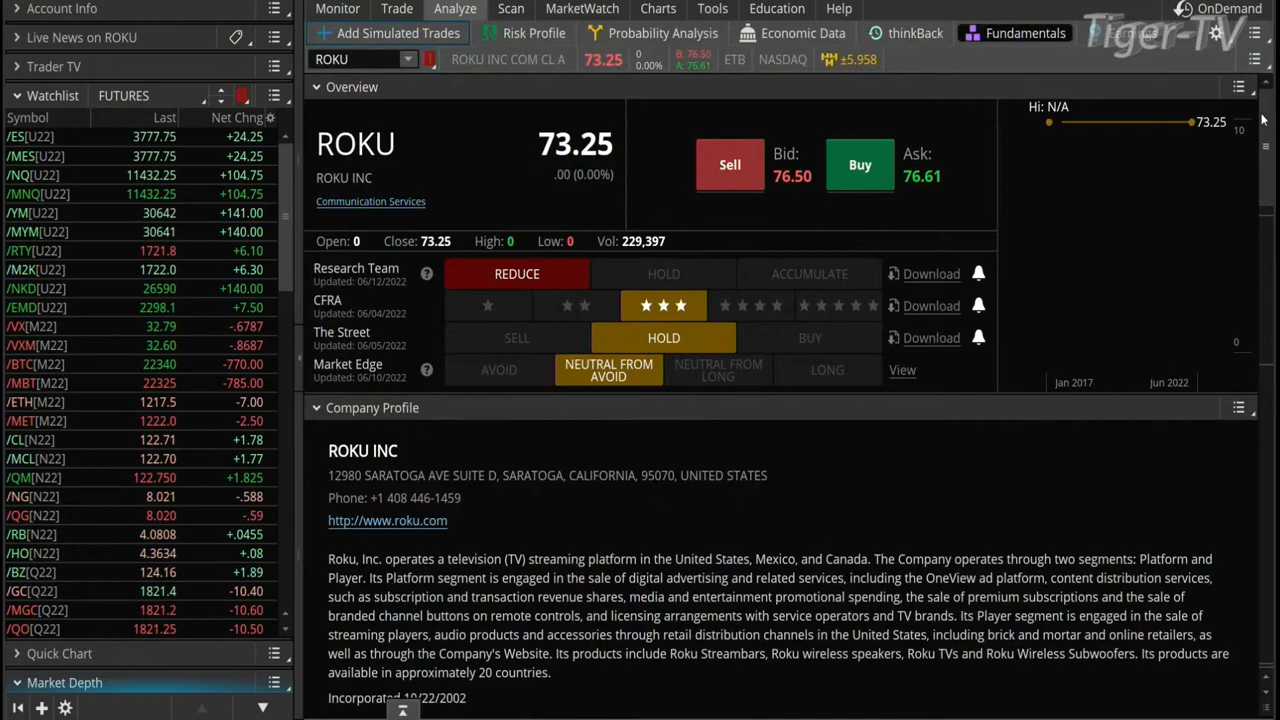 Account Info
Live News on ROKU
Trader TV
Watchlist FUTURES
Symbol Last Net Chng
/ES[U22] 3777.75 +24.25
/MES[U22] 3777.75 +24.25
/NQ[U22] 11432.25 +104.75
/MNQ[U22] 11432.25 +104.75
/YM[U22] 30642 +141.00
/MYM[U22] 30641 +140.00
/RTY[U22] 1721.8 +6.10
/M2K[U22] 1722.0 +6.30
/NKD[U22] 26590 +140.00
/EMD[U22] 2298.1 +7.50
/VX[M22] 32.79 -.6787
/VXM[M22] 32.60 -.8687
/BTC[M22] 22340 -770.00
/MBT[M22] 22325 -785.00
/ETH[M22] 1217.5 -7.00
/MET[M22] 1222.0 -2.50
/CL[N22] 122.71 +1.78
/MCL[N22] 122.70 +1.77
/QM[N22] 122.750 +1.825
/NG[N22] 8.021 -.588
/QG[N22] 8.020 -.59
/RB[N22] 4.0808 +.0455
/HO[N22] 4.3634 +.08
/BZ[Q22] 124.16 +1.89
/GC[Q22] 1821.4 -10.40
/MGC[Q22] 1821.2 -10.60
/QO[Q22] 1821.25 -10.50
Quick Chart
Market Depth
Monitor Trade Analyze Scan MarketWatch Charts Tools Education Help OnDemand
Add Simulated Trades Risk Profile Probability Analysis Economic Data thinkBack Fundamentals Earnings
Tiger-TV
ROKU ROKU INC COM CL A 73.25 0 0.00% B: 76.50 A: 76.61 ETB NASDAQ ±5.958
Overview
ROKU 73.25
ROKU INC .00 (0.00%)
Communication Services
Sell Bid: 76.50 Buy Ask: 76.61
Open: 0 Close: 73.25 High: 0 Low: 0 Vol: 229,397
Research Team Updated: 06/12/2022 REDUCE HOLD ACCUMULATE Download
CFRA Updated: 06/04/2022 Download
The Street Updated: 06/05/2022 SELL HOLD BUY Download
Market Edge Updated: 06/10/2022 AVOID NEUTRAL FROM AVOID NEUTRAL FROM LONG LONG View
Hi: N/A
73.25
10
0
Jan 2017 Jun 2022
Company Profile
ROKU INC
12980 SARATOGA AVE SUITE D, SARATOGA, CALIFORNIA, 95070, UNITED STATES
Phone: +1 408 446-1459
http://www.roku.com
Roku, Inc. operates a television (TV) streaming platform in the United States, Mexico, and Canada. The Company operates through two segments: Platform and
Player. Its Platform segment is engaged in the sale of digital advertising and related services, including the OneView ad platform, content distribution services,
such as subscription and transaction revenue shares, media and entertainment promotional spending, the sale of premium subscriptions and the sale of
branded channel buttons on remote controls, and licensing arrangements with service operators and TV brands. Its Player segment is engaged in the sale of
streaming players, audio products and accessories through retail distribution channels in the United States, including brick and mortar and online retailers, as
well as through the Company's Website. Its products include Roku Streambars, Roku wireless speakers, Roku TVs and Roku Wireless Subwoofers. Its products are
available in approximately 20 countries.
Incorporated 10/22/2002